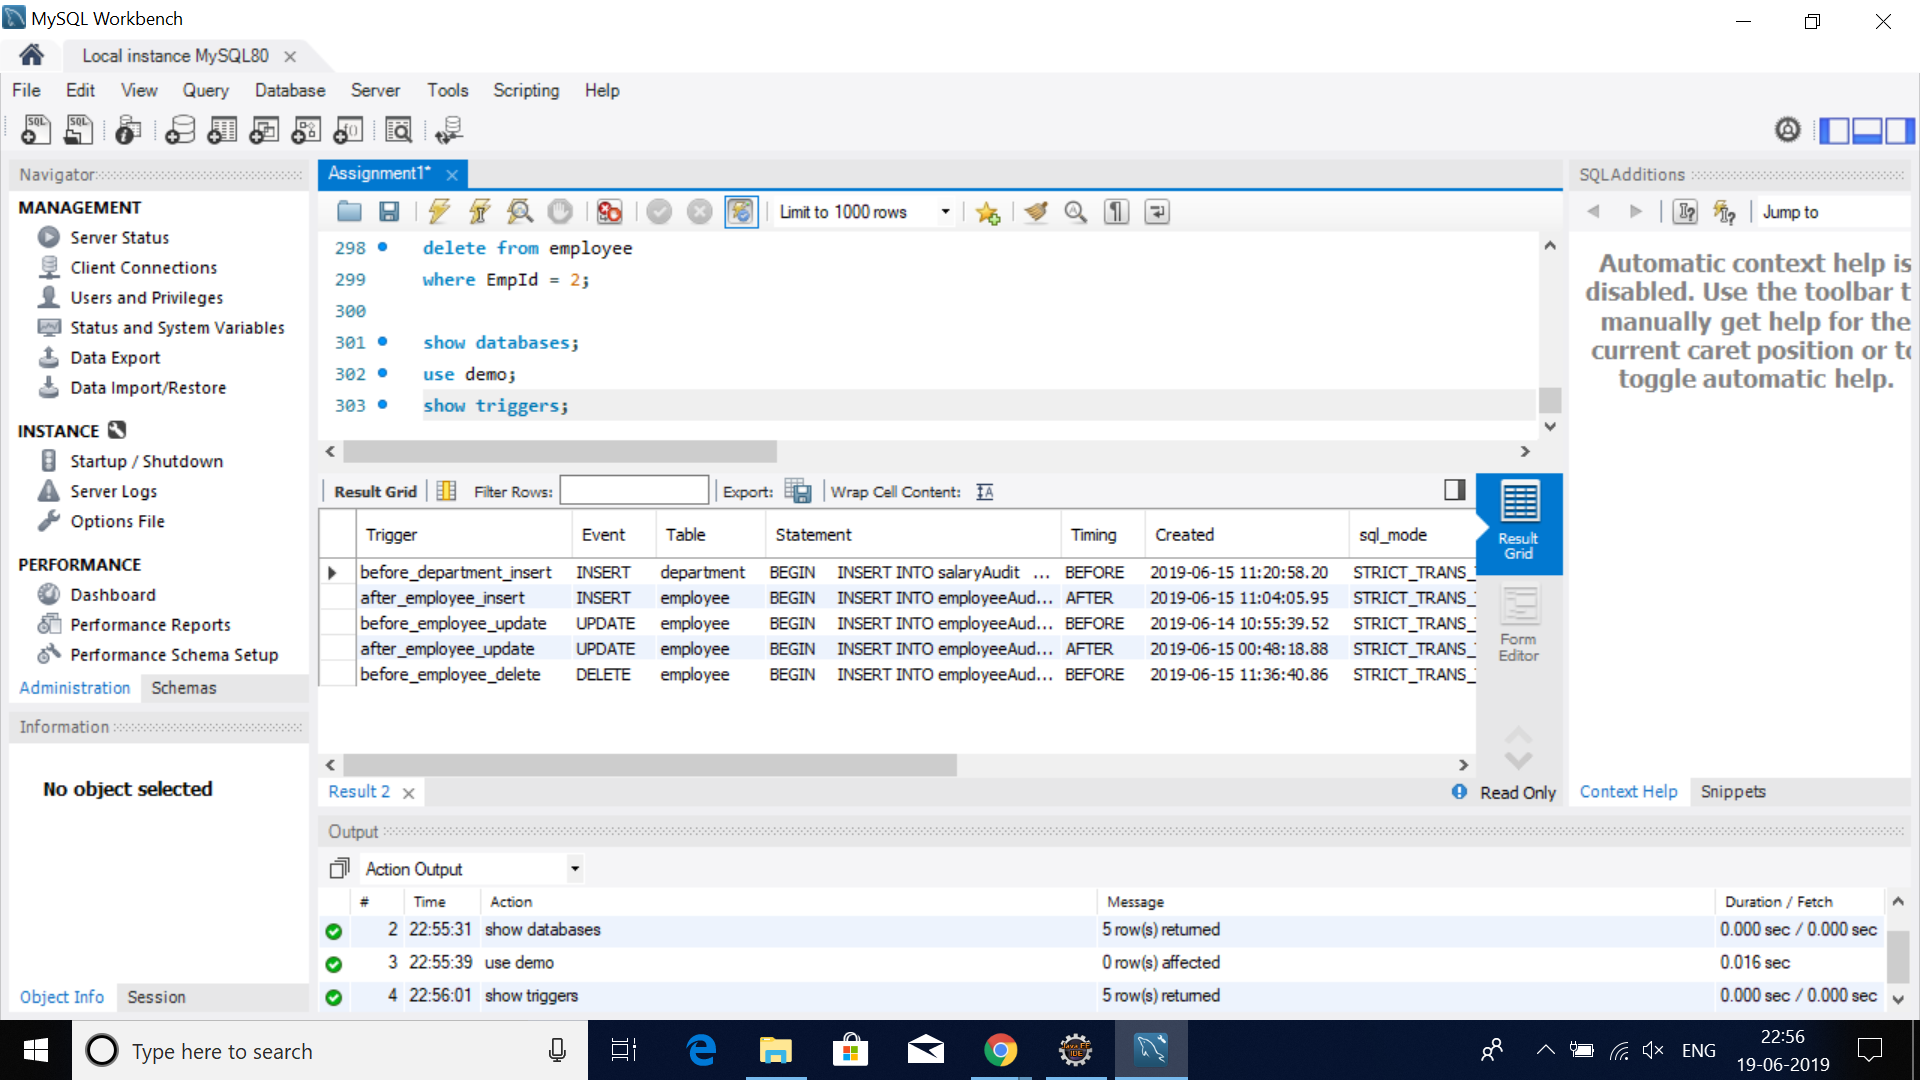 MySQL Workbench
Local instance MySQL80
File Edit View Query Database Server Tools Scripting Help
Navigator
MANAGEMENT
Server Status
Client Connections
Users and Privileges
Status and System Variables
Data Export
Data Import/Restore
INSTANCE
Startup / Shutdown
Server Logs
Options File
PERFORMANCE
Dashboard
Performance Reports
Performance Schema Setup
Administration Schemas
Information
No object selected
Object Info Session
Assignment1*
Limit to 1000 rows
298 delete from employee
299 where EmpId = 2;
300
301 show databases;
302 use demo;
303 show triggers;
Result Grid Filter Rows: Export: Wrap Cell Content:
Trigger Event Table Statement Timing Created sql_mode
before_department_insert INSERT department BEGIN INSERT INTO salaryAudit ... BEFORE 2019-06-15 11:20:58.20 STRICT_TRANS_
after_employee_insert INSERT employee BEGIN INSERT INTO employeeAud... AFTER 2019-06-15 11:04:05.95 STRICT_TRANS_
before_employee_update UPDATE employee BEGIN INSERT INTO employeeAud... BEFORE 2019-06-14 10:55:39.52 STRICT_TRANS_
after_employee_update UPDATE employee BEGIN INSERT INTO employeeAud... AFTER 2019-06-15 00:48:18.88 STRICT_TRANS_
before_employee_delete DELETE employee BEGIN INSERT INTO employeeAud... BEFORE 2019-06-15 11:36:40.86 STRICT_TRANS_
Result
Grid
Form
Editor
Result 2
Read Only
SQLAdditions
Jump to
Automatic context help is
disabled. Use the toolbar t
manually get help for the
current caret position or to
toggle automatic help.
Context Help Snippets
Output
Action Output
# Time Action Message Duration / Fetch
2 22:55:31 show databases 5 row(s) returned 0.000 sec / 0.000 sec
3 22:55:39 use demo 0 row(s) affected 0.016 sec
4 22:56:01 show triggers 5 row(s) returned 0.000 sec / 0.000 sec
Type here to search
ENG
22:56
19-06-2019